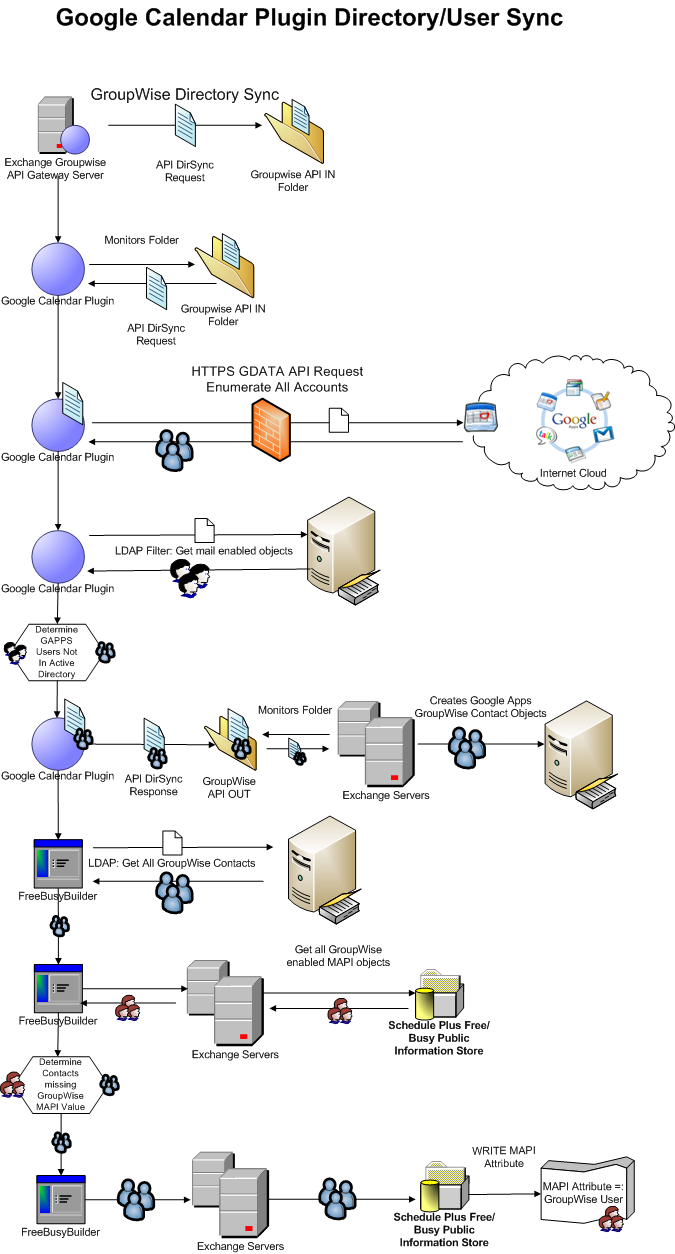 Google Calendar Plugin Directory/User Sync
GroupWise Directory Sync
Exchange Groupwise
API Gateway Server
API DirSync
Request
Groupwise API IN
Folder
Monitors Folder
Google Calendar Plugin
API DirSync
Request
Groupwise API IN
Folder
HTTPS GDATA API Request
Enumerate All Accounts
Google Calendar Plugin
Google
talk
Internet Cloud
LDAP Filter: Get mail enabled objects
Google Calendar Plugin
Determine
GAPPS
Users Not
In Active
Directory
Google Calendar Plugin
API DirSync
Response
GroupWise
API OUT
Monitors Folder
Exchange Servers
Creates Google Apps
GroupWise Contact Objects
LDAP: Get All GroupWise Contacts
FreeBusyBuilder
Get all GroupWise
enabled MAPI objects
FreeBusyBuilder
Exchange Servers
Schedule Plus Free/
Busy Public
Information Store
Determine
Contacts
missing
GroupWise
MAPI Value
FreeBusyBuilder
Exchange Servers
Schedule Plus Free/
Busy Public
Information Store
WRITE MAPI
Attribute
MAPI Attribute =:
GroupWise User